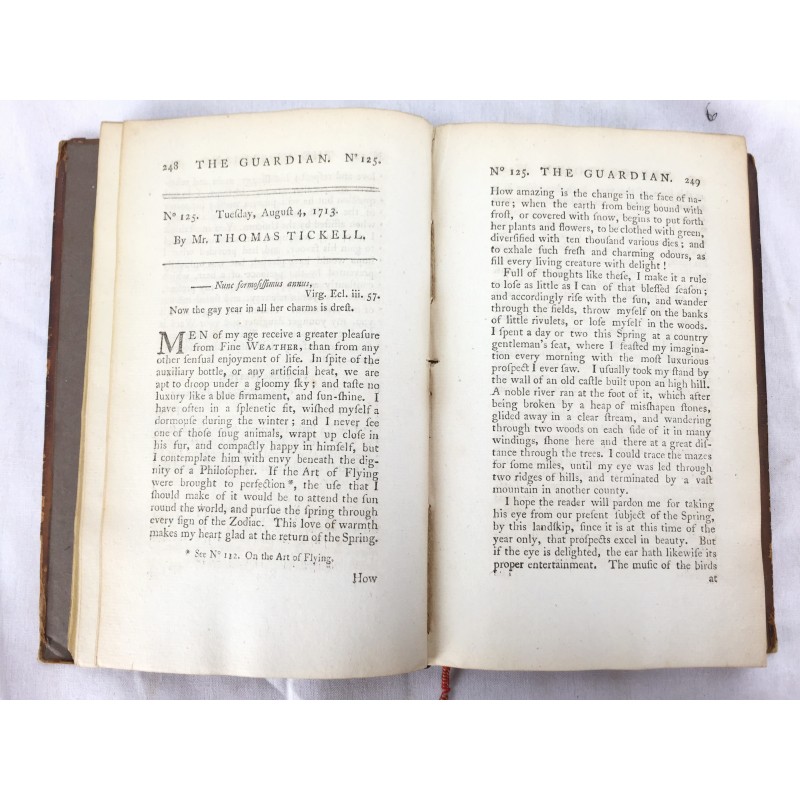 248 THE GUARDIAN. Nº 125.
Nº 125. Tueſday, Auguſt 4, 1713.
By Mr. THOMAS TICKELL.
—— Nunc formoſiſſimus annus,
Virg. Ecl. iii. 57.
Now the gay year in all her charms is dreſt.
MEN of my age receive a greater pleaſure
from Fine WEATHER, than from any
other ſenſual enjoyment of life. In ſpite of the
auxiliary bottle, or any artificial heat, we are
apt to droop under a gloomy ſky; and taſte no
luxury like a blue firmament, and ſun-ſhine. I
have often in a ſplenetic fit, wiſhed myſelf a
dormouſe during the winter; and I never ſee
one of thoſe ſnug animals, wrapt up cloſe in
his fur, and compactly happy in himſelf, but
I contemplate him with envy beneath the dig-
nity of a Philoſopher. If the Art of Flying
were brought to perfection*, the uſe that I
ſhould make of it would be to attend the ſun
round the world, and purſue the ſpring through
every ſign of the Zodiac. This love of warmth
makes my heart glad at the return of the Spring.
* See Nº 112. On the Art of Flying.
How
Nº 125. THE GUARDIAN. 249
How amazing is the change in the face of na-
ture; when the earth from being bound with
froſt, or covered with ſnow, begins to put forth
her plants and flowers, to be clothed with green,
diverſified with ten thouſand various dies; and
to exhale ſuch freſh and charming odours, as
fill every living creature with delight!
Full of thoughts like theſe, I make it a rule
to loſe as little as I can of that bleſſed ſeaſon;
and accordingly riſe with the ſun, and wander
through the fields, throw myſelf on the banks
of little rivulets, or loſe myſelf in the woods.
I ſpent a day or two this Spring at a country
gentleman's ſeat, where I feaſted my imagina-
tion every morning with the moſt luxurious
proſpect I ever ſaw. I uſually took my ſtand by
the wall of an old caſtle built upon an high hill.
A noble river ran at the foot of it, which after
being broken by a heap of miſſhapen ſtones,
glided away in a clear ſtream, and wandering
through two woods on each ſide of it in many
windings, ſhone here and there at a great diſ-
tance through the trees. I could trace the mazes
for ſome miles, until my eye was led through
two ridges of hills, and terminated by a vaſt
mountain in another county.
I hope the reader will pardon me for taking
his eye from our preſent ſubject of the Spring,
by this landſkip, ſince it is at this time of the
year only, that proſpects excel in beauty. But
if the eye is delighted, the ear hath likewiſe its
proper entertainment. The muſic of the birds
at